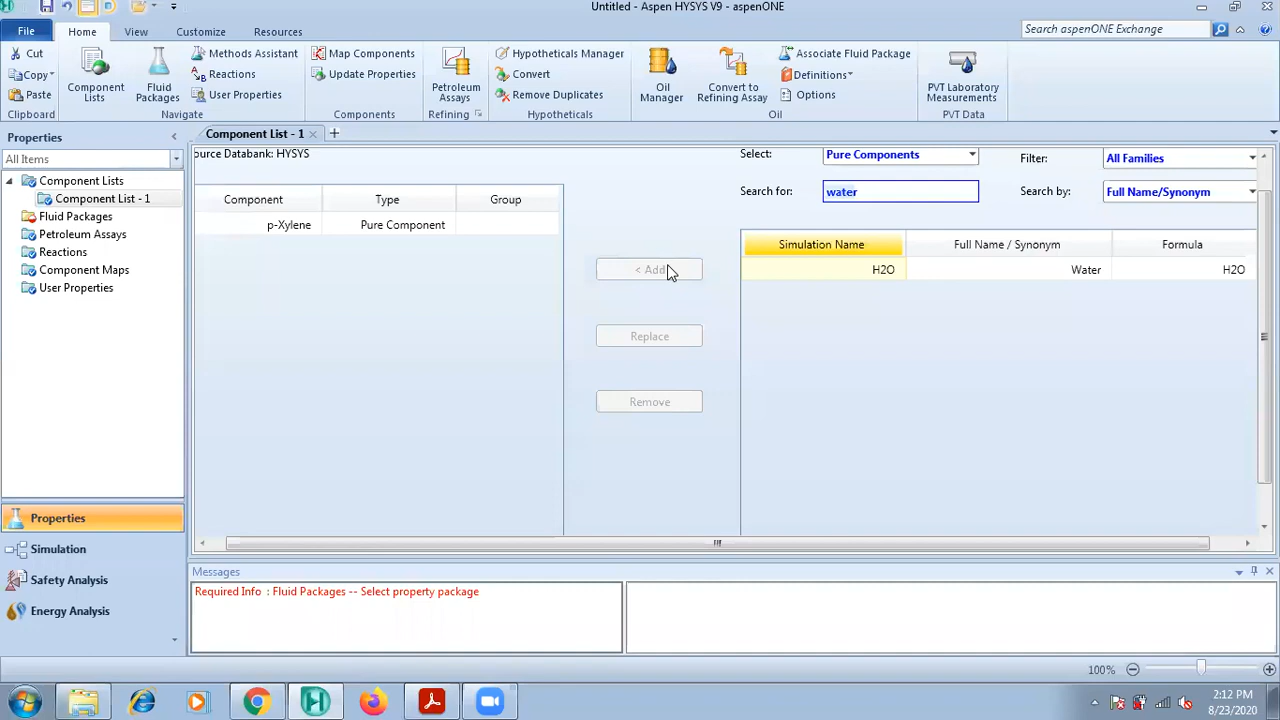 Untitled - Aspen HYSYS V9 - aspenONE
File
Home
View
Customize
Resources
Search aspenONE Exchange
Cut
Copy
Paste
Clipboard
Component Lists
Fluid Packages
Methods Assistant
Reactions
User Properties
Navigate
Map Components
Update Properties
Components
Petroleum Assays
Refining
Hypotheticals Manager
Convert
Remove Duplicates
Hypotheticals
Oil Manager
Convert to Refining Assay
Associate Fluid Package
Definitions
Options
Oil
PVT Laboratory Measurements
PVT Data
Properties
All Items
Component Lists
Component List - 1
Fluid Packages
Petroleum Assays
Reactions
Component Maps
User Properties
Properties
Simulation
Safety Analysis
Energy Analysis
Component List - 1
ource Databank: HYSYS
Component Type Group
p-Xylene Pure Component
< Add
Replace
Remove
Select: Pure Components Filter: All Families
Search for: water Search by: Full Name/Synonym
Simulation Name Full Name / Synonym Formula
H2O Water H2O
Messages
Required Info : Fluid Packages -- Select property package
100%
2:12 PM
8/23/2020